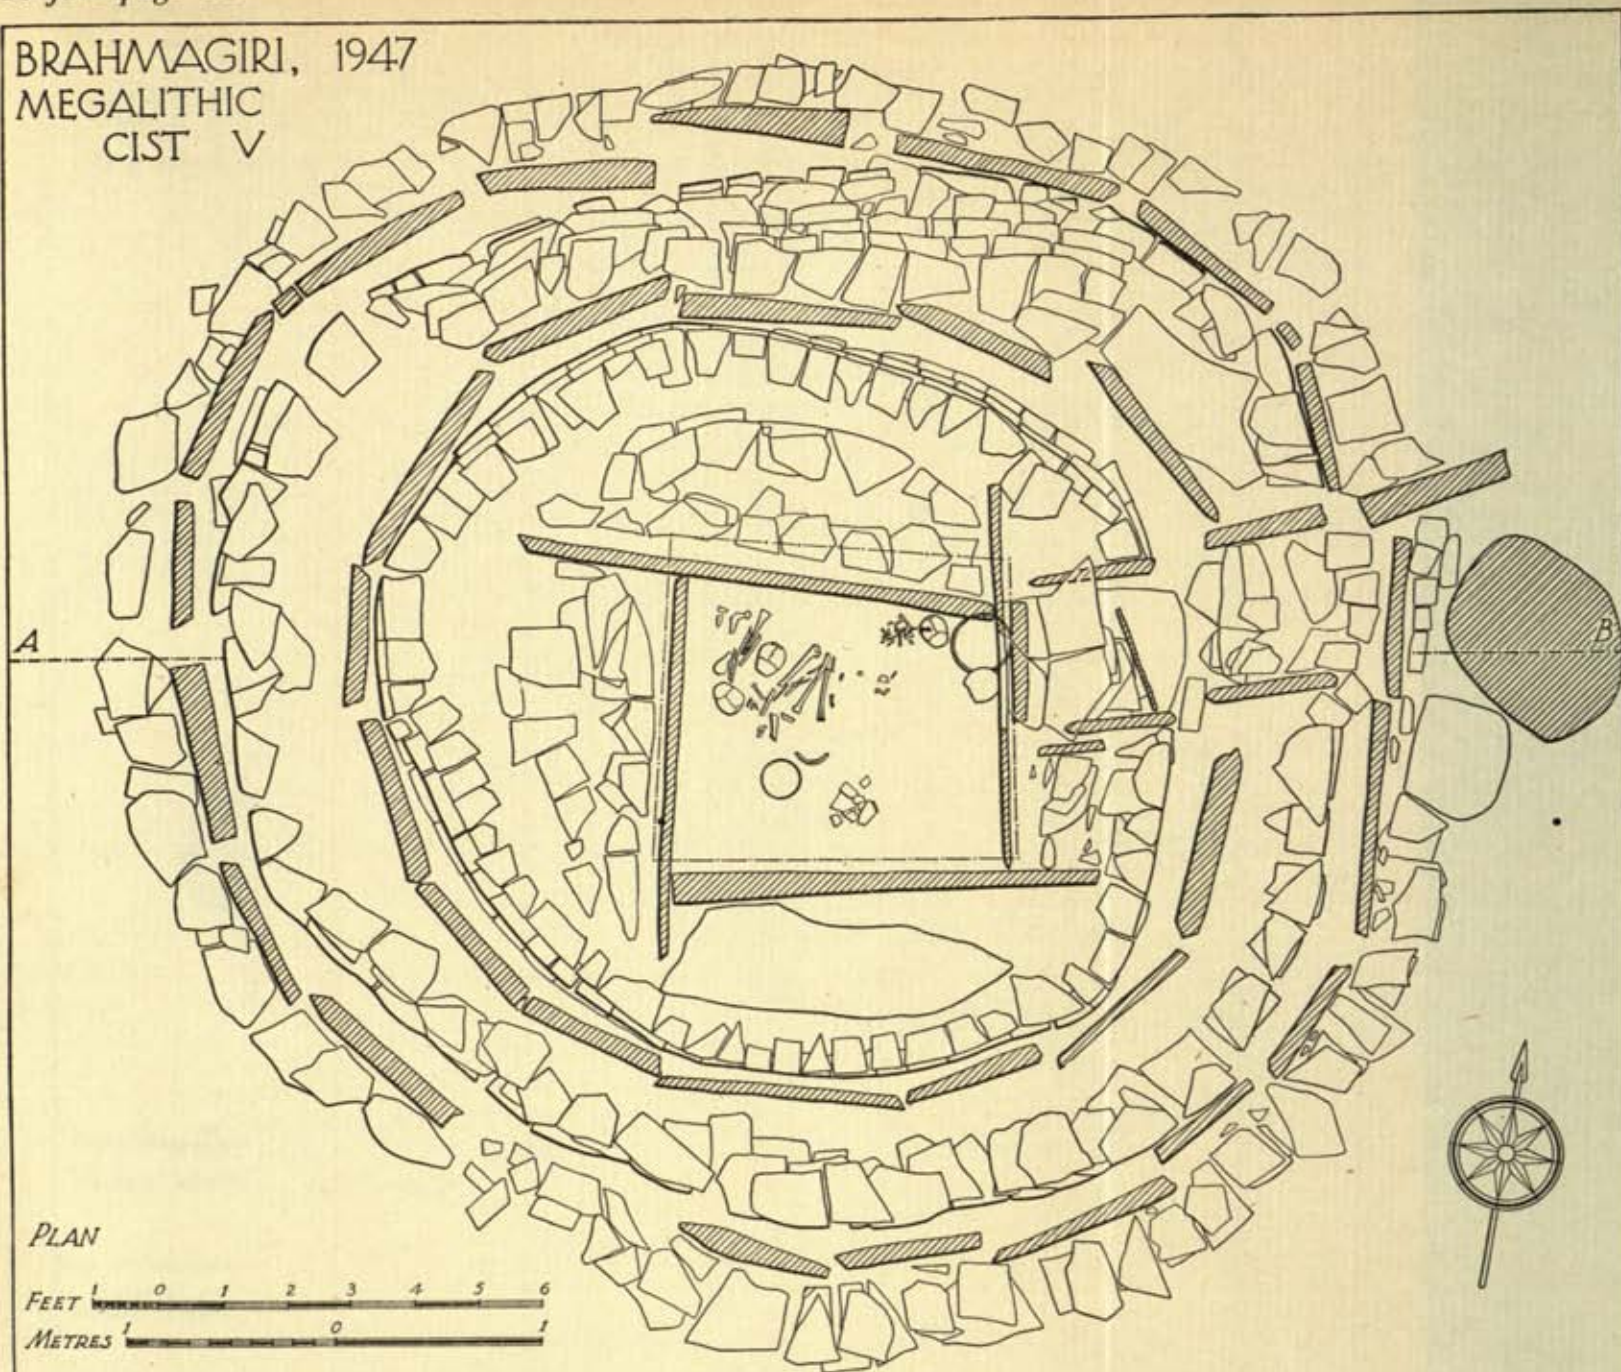 BRAHMAGIRI, 1947
MEGALITHIC
CIST V
A
B
PLAN
FEET 1 0 1 2 3 4 5 6
METRES 1 0 1